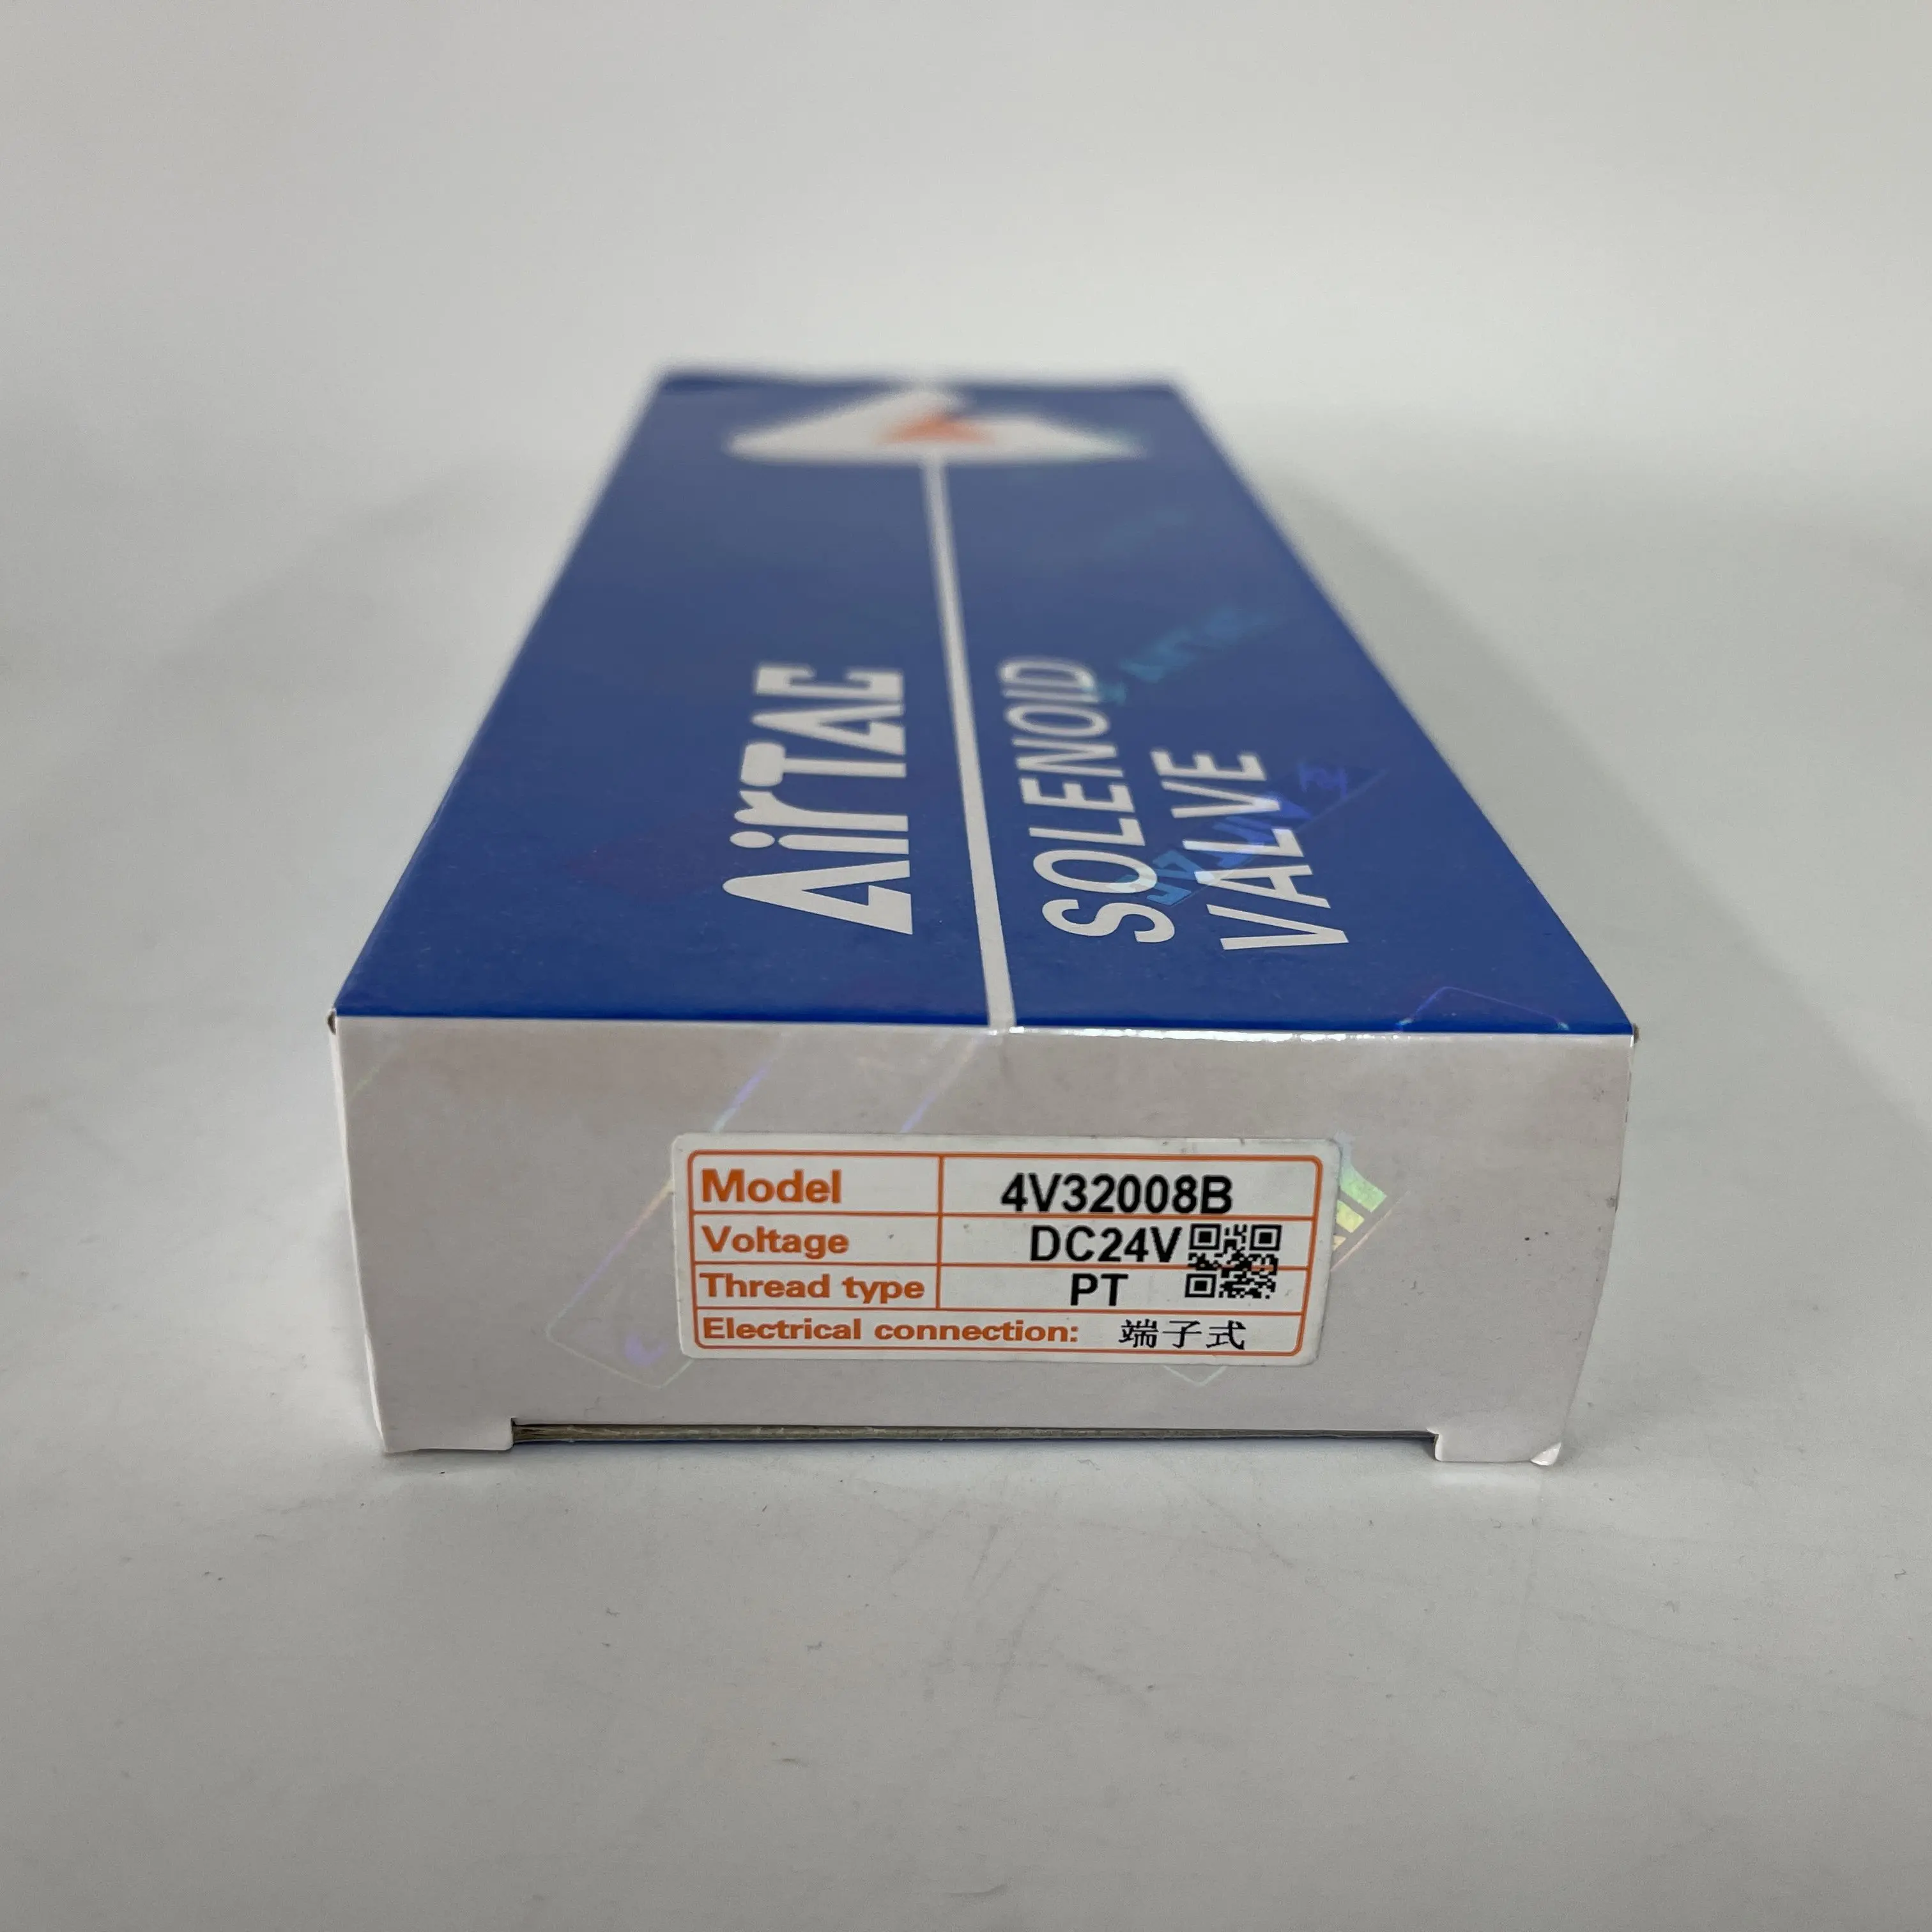 AirTAC
SOLENOID
VALVE
Model 4V32008B
Voltage DC24V
Thread type PT
Electrical connection: 端子式